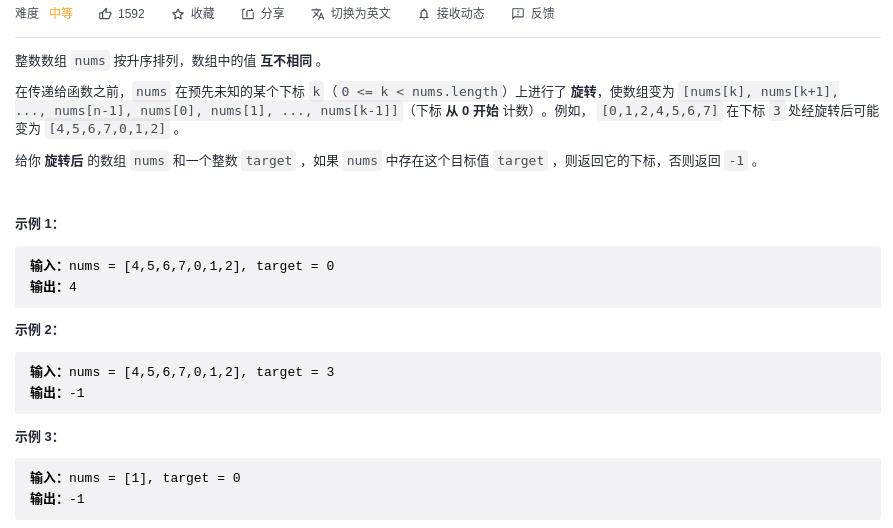 难度 中等 1592 收藏 分享 切换为英文 接收动态 反馈
整数数组 nums 按升序排列，数组中的值 互不相同 。
在传递给函数之前，nums 在预先未知的某个下标 k（0 <= k < nums.length）上进行了 旋转，使数组变为 [nums[k], nums[k+1],
..., nums[n-1], nums[0], nums[1], ..., nums[k-1]]（下标 从 0 开始 计数）。例如， [0,1,2,4,5,6,7] 在下标 3 处经旋转后可能
变为 [4,5,6,7,0,1,2] 。
给你 旋转后 的数组 nums 和一个整数 target ，如果 nums 中存在这个目标值 target ，则返回它的下标，否则返回 -1 。
示例 1：
输入：nums = [4,5,6,7,0,1,2], target = 0
输出：4
示例 2：
输入：nums = [4,5,6,7,0,1,2], target = 3
输出：-1
示例 3：
输入：nums = [1], target = 0
输出：-1